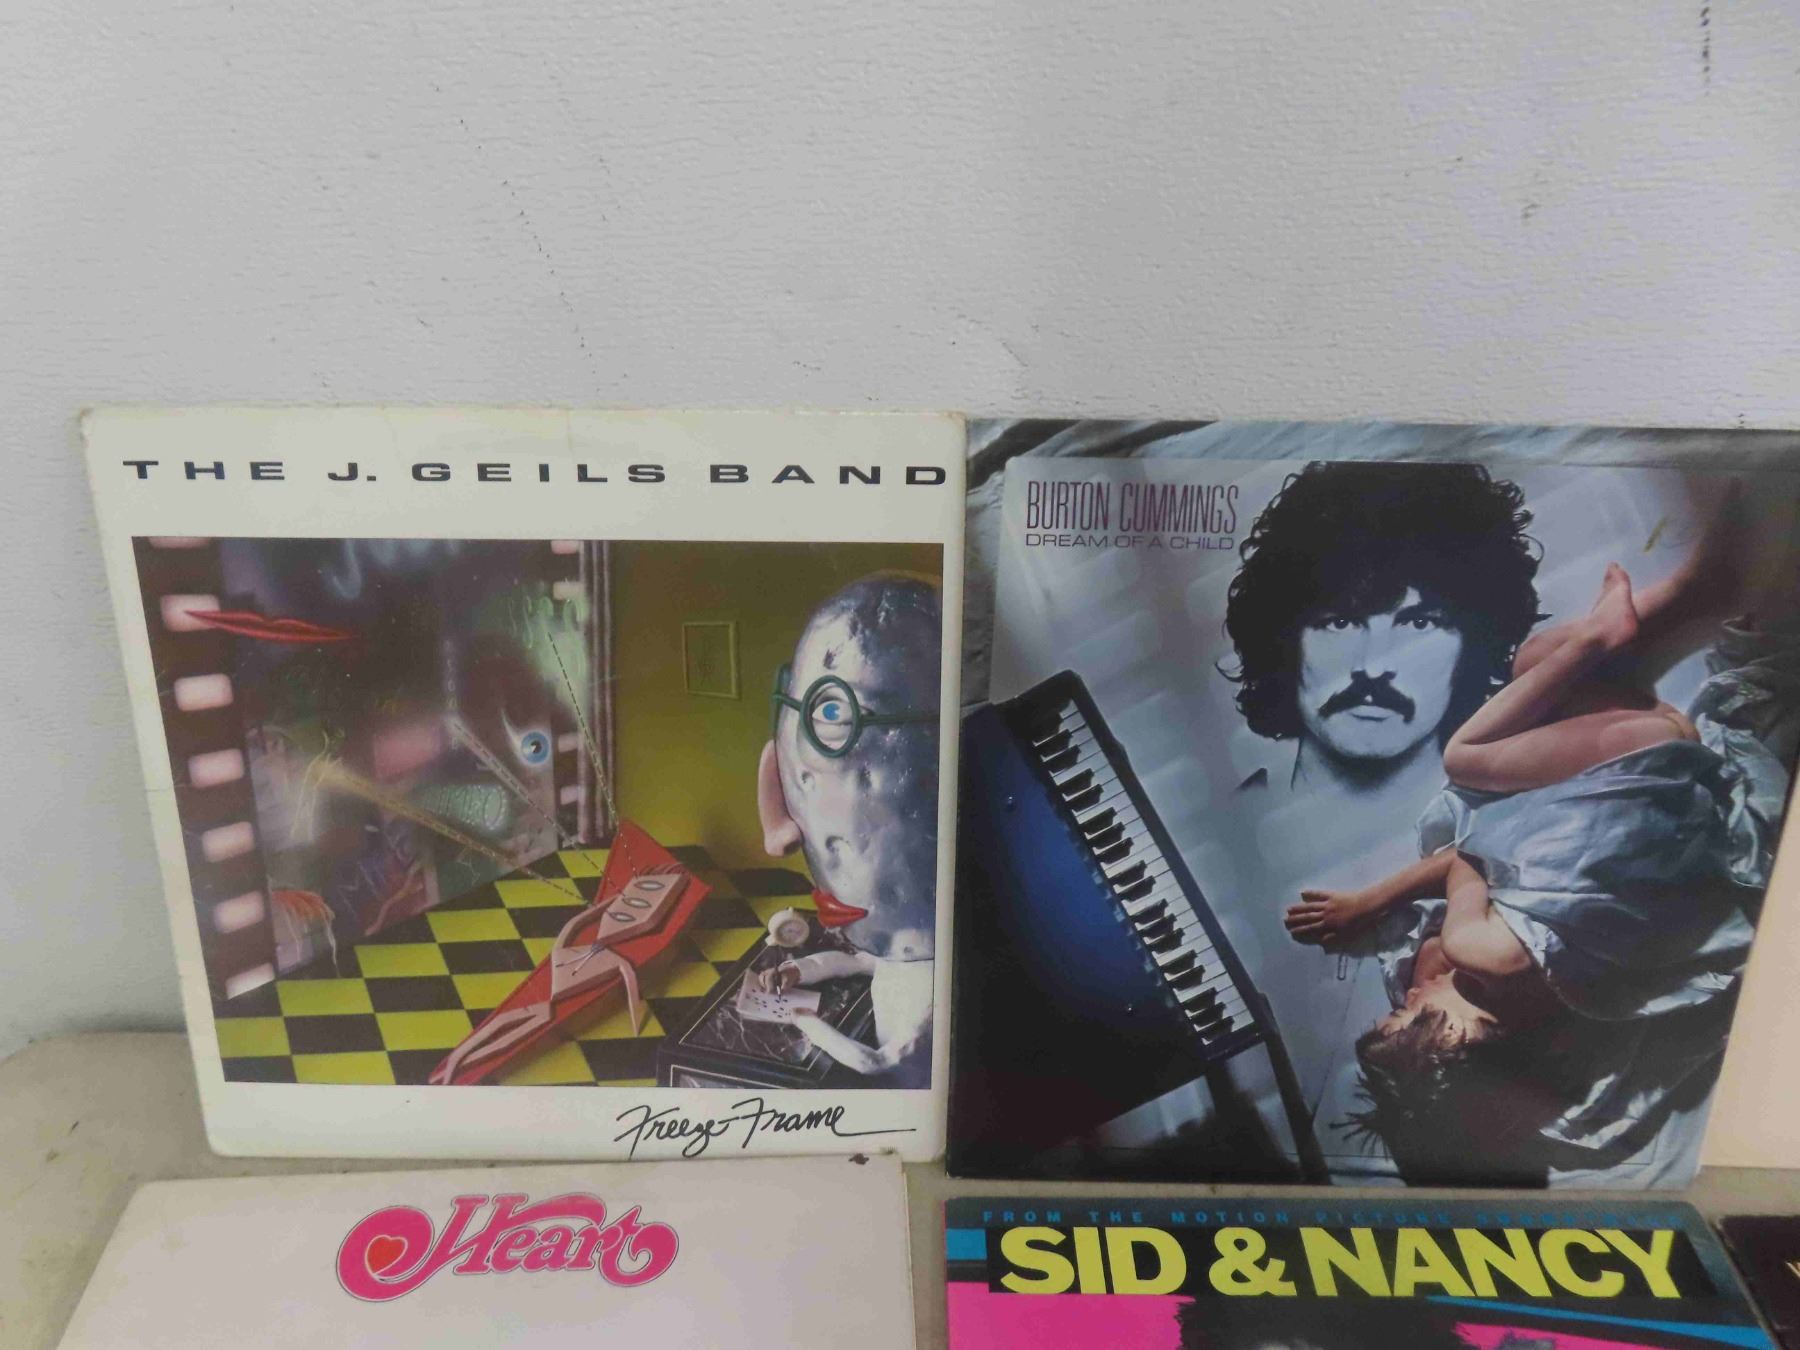 THE J. GEILS BAND
Freeze-Frame
BURTON CUMMINGS
DREAM OF A CHILD
Heart
FROM THE MOTION PICTURE SOUNDTRACK
SID & NANCY